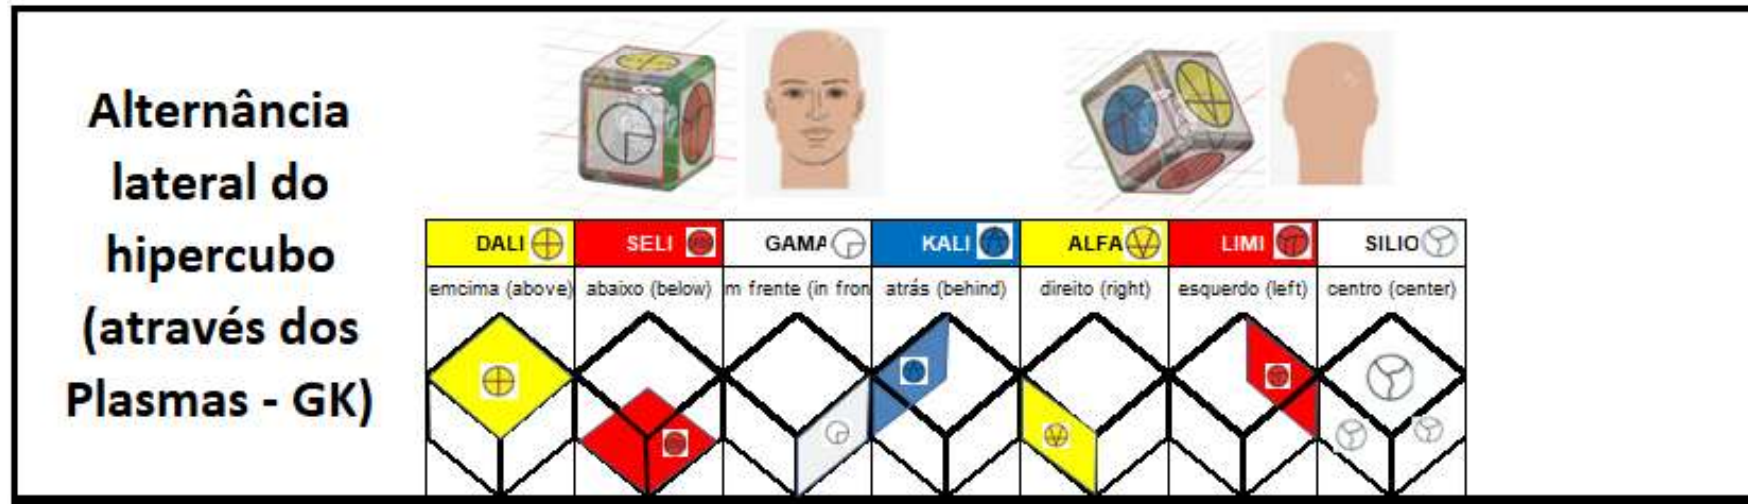 Alternância
lateral do
hipercubo
(através dos
Plasmas - GK)
DALI SELI GAMA KALI ALFA LIMI SILIO
emcima (above) abaixo (below) m frente (in fron atrás (behind) direito (right) esquerdo (left) centro (center)